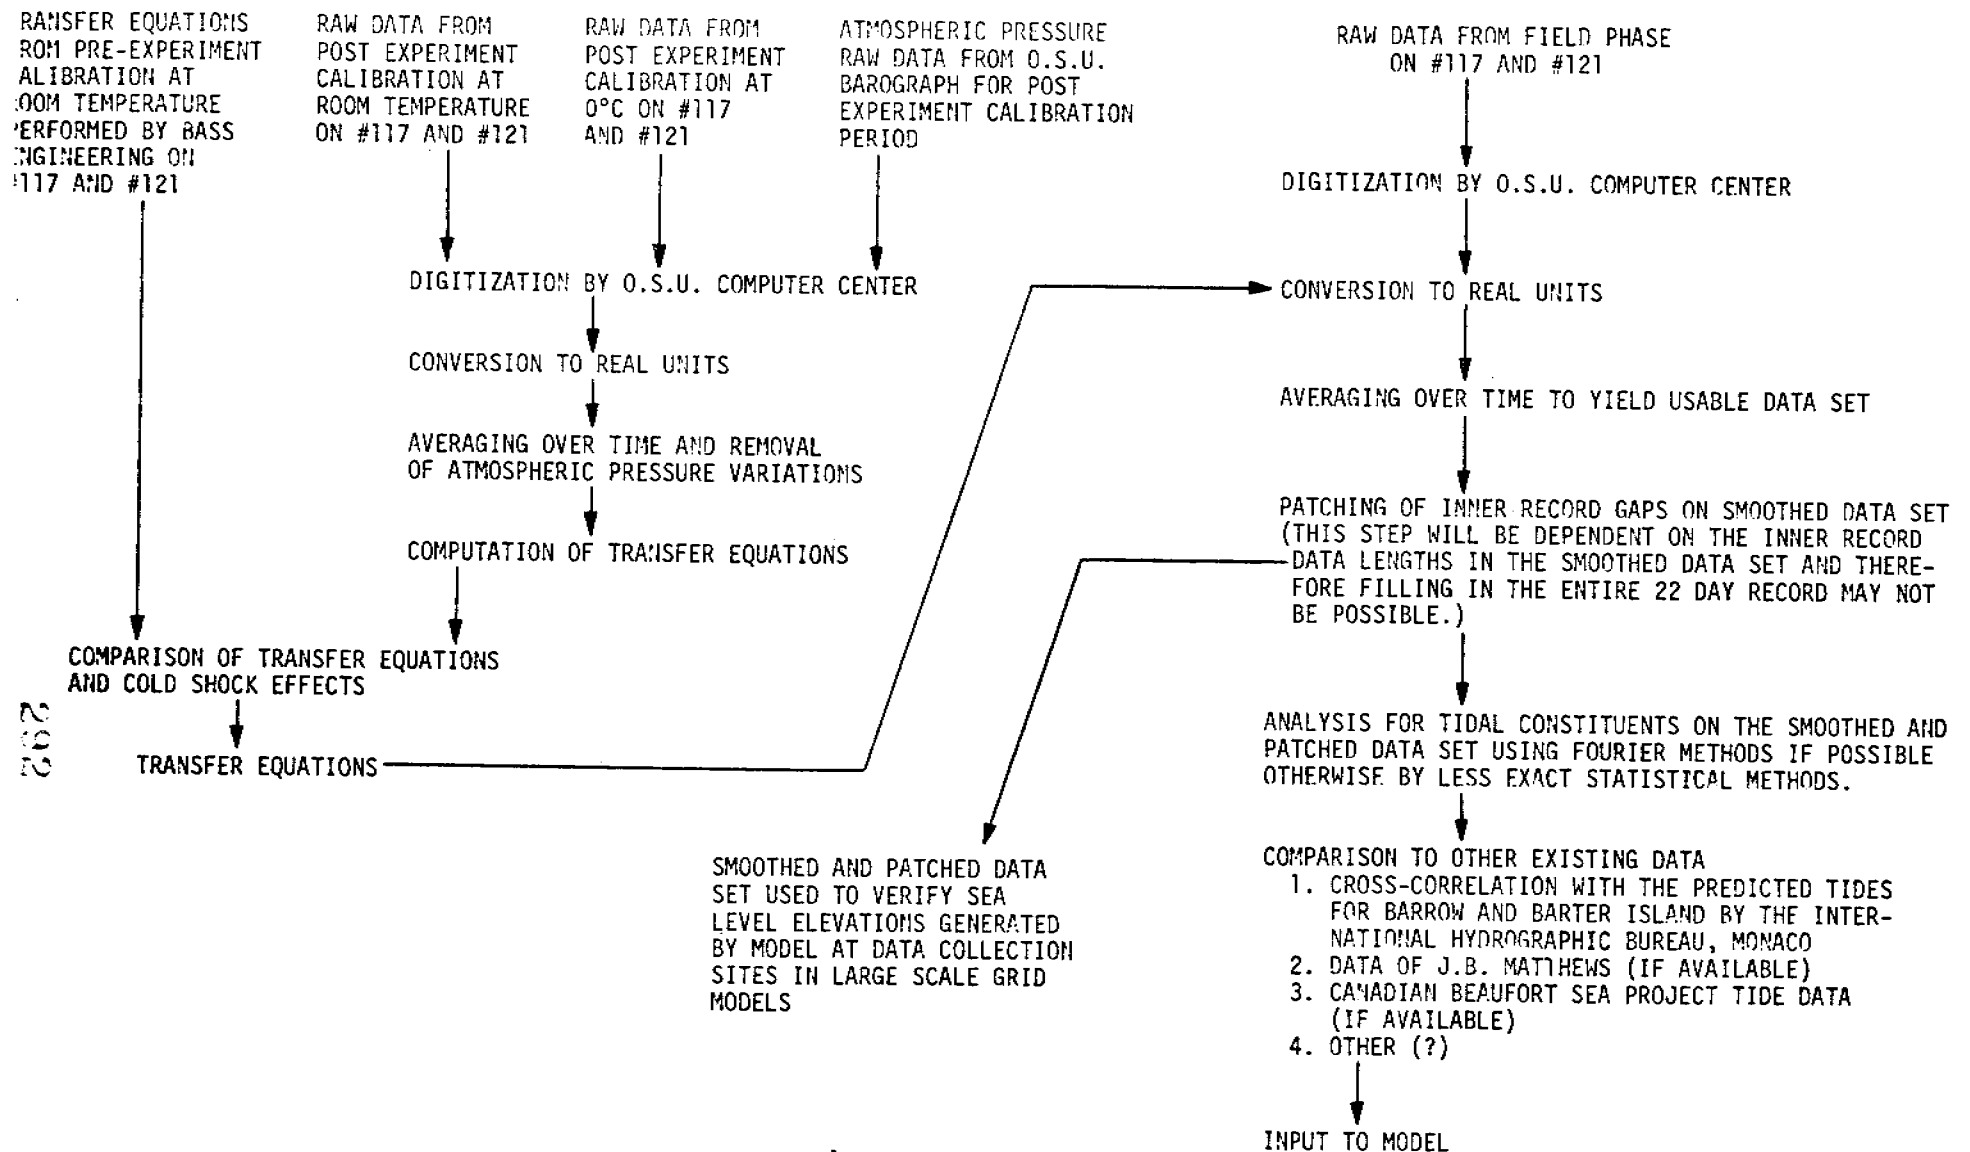 RANSFER EQUATIONS
ROM PRE-EXPERIMENT
ALIBRATION AT
OOM TEMPERATURE
ERFORMED BY BASS
NGINEERING ON
117 AND #121
RAW DATA FROM
POST EXPERIMENT
CALIBRATION AT
ROOM TEMPERATURE
ON #117 AND #121
RAW DATA FROM
POST EXPERIMENT
CALIBRATION AT
0°C ON #117
AND #121
ATMOSPHERIC PRESSURE
RAW DATA FROM O.S.U.
BAROGRAPH FOR POST
EXPERIMENT CALIBRATION
PERIOD
DIGITIZATION BY O.S.U. COMPUTER CENTER
CONVERSION TO REAL UNITS
AVERAGING OVER TIME AND REMOVAL
OF ATMOSPHERIC PRESSURE VARIATIONS
COMPUTATION OF TRANSFER EQUATIONS
COMPARISON OF TRANSFER EQUATIONS
AND COLD SHOCK EFFECTS
TRANSFER EQUATIONS
RAW DATA FROM FIELD PHASE
ON #117 AND #121
DIGITIZATION BY O.S.U. COMPUTER CENTER
CONVERSION TO REAL UNITS
AVERAGING OVER TIME TO YIELD USABLE DATA SET
PATCHING OF INNER RECORD GAPS ON SMOOTHED DATA SET
(THIS STEP WILL BE DEPENDENT ON THE INNER RECORD
DATA LENGTHS IN THE SMOOTHED DATA SET AND THERE-
FORE FILLING IN THE ENTIRE 22 DAY RECORD MAY NOT
BE POSSIBLE.)
SMOOTHED AND PATCHED DATA
SET USED TO VERIFY SEA
LEVEL ELEVATIONS GENERATED
BY MODEL AT DATA COLLECTION
SITES IN LARGE SCALE GRID
MODELS
ANALYSIS FOR TIDAL CONSTITUENTS ON THE SMOOTHED AND
PATCHED DATA SET USING FOURIER METHODS IF POSSIBLE
OTHERWISE BY LESS EXACT STATISTICAL METHODS.
COMPARISON TO OTHER EXISTING DATA
1. CROSS-CORRELATION WITH THE PREDICTED TIDES
FOR BARROW AND BARTER ISLAND BY THE INTER-
NATIONAL HYDROGRAPHIC BUREAU, MONACO
2. DATA OF J.B. MATTHEWS (IF AVAILABLE)
3. CANADIAN BEAUFORT SEA PROJECT TIDE DATA
(IF AVAILABLE)
4. OTHER (?)
INPUT TO MODEL
292